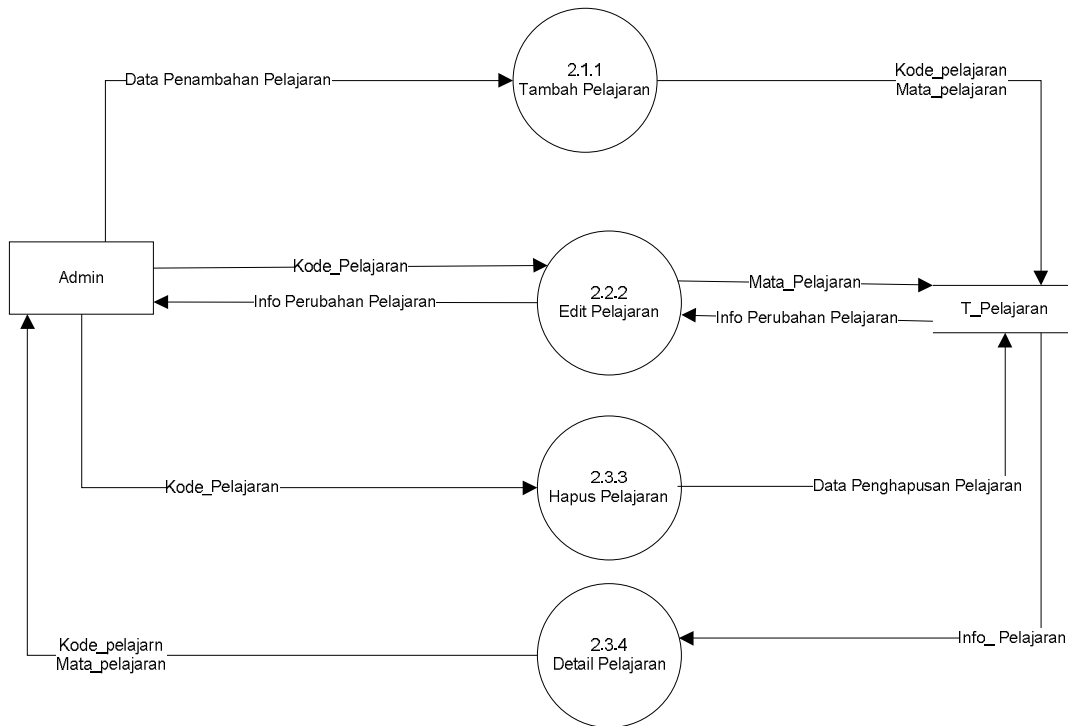 2.1.1
Tambah Pelajaran
Data Penambahan Pelajaran
Kode_pelajaran
Mata_pelajaran
Admin
Kode_Pelajaran
Info Perubahan Pelajaran
2.2.2
Edit Pelajaran
Mata_Pelajaran
Info Perubahan Pelajaran
T_Pelajaran
Kode_Pelajaran
2.3.3
Hapus Pelajaran
Data Penghapusan Pelajaran
Kode_pelajarn
Mata_pelajaran
2.3.4
Detail Pelajaran
Info_ Pelajaran